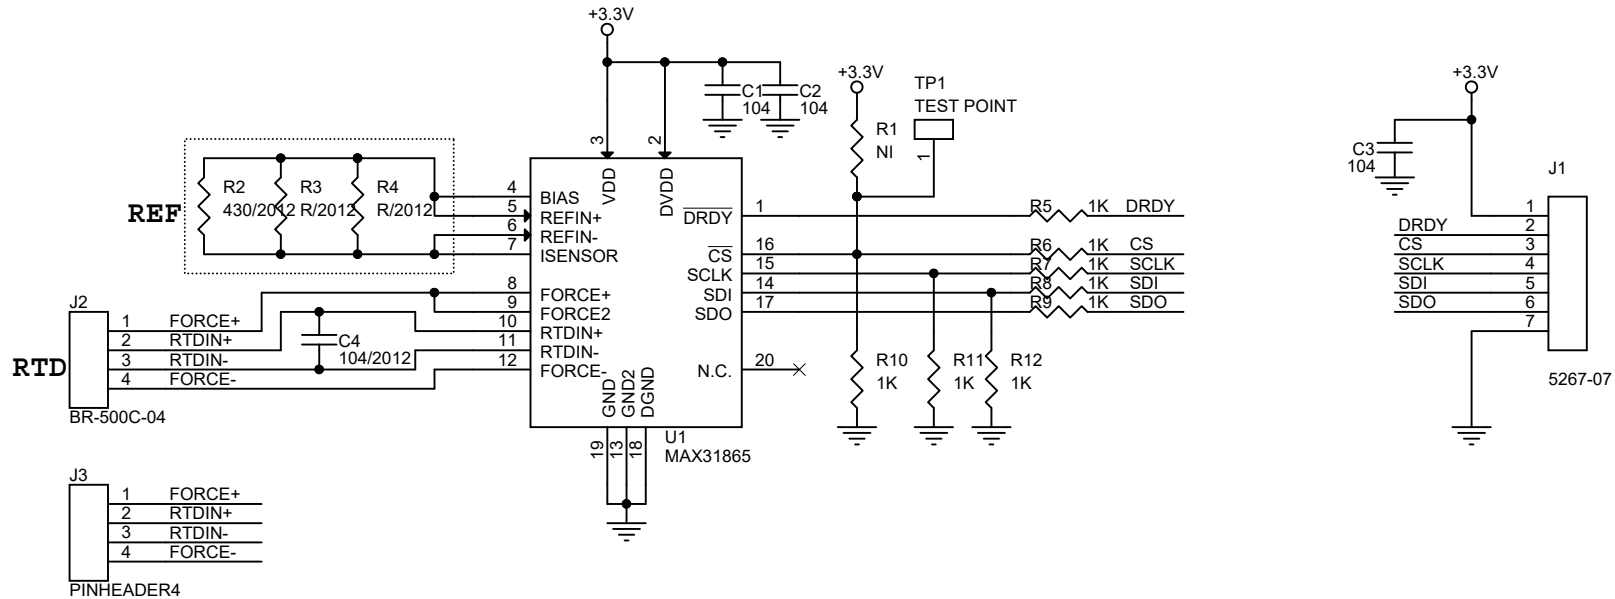 +3.3V
C1
104
C2
104
+3.3V
TP1
TEST POINT
R1
NI
1
+3.3V
C3
104
J1
REF
R2
430/2012
R3
R/2012
R4
R/2012
3
2
VDD
DVDD
4 BIAS
5 REFIN+
6 REFIN-
7 ISENSOR
8 FORCE+
9 FORCE2
10 RTDIN+
11 RTDIN-
12 FORCE-
DRDY 1
CS 16
SCLK 15
SDI 14
SDO 17
N.C. 20
GND
GND2
DGND
19
13
18
U1
MAX31865
R5 1K DRDY
R6 1K CS
R7 1K SCLK
R8 1K SDI
R9 1K SDO
R10
1K
R11
1K
R12
1K
1
DRDY 2
CS 3
SCLK 4
SDI 5
SDO 6
7
5267-07
RTD
J2
1 FORCE+
2 RTDIN+
3 RTDIN-
4 FORCE-
BR-500C-04
C4
104/2012
J3
1 FORCE+
2 RTDIN+
3 RTDIN-
4 FORCE-
PINHEADER4